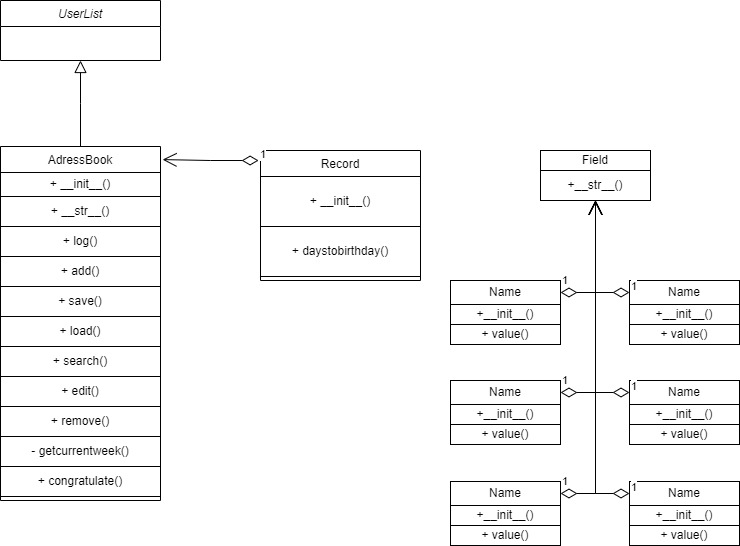 UserList
AdressBook
+ __init__()
+ __str__()
+ log()
+ add()
+ save()
+ load()
+ search()
+ edit()
+ remove()
- getcurrentweek()
+ congratulate()
1
Record
+ __init__()
+ daystobirthday()
Field
+__str__()
Name
+__init__()
+ value()
1
1
Name
+__init__()
+ value()
Name
+__init__()
+ value()
1
1
Name
+__init__()
+ value()
Name
+__init__()
+ value()
1
1
Name
+__init__()
+ value()